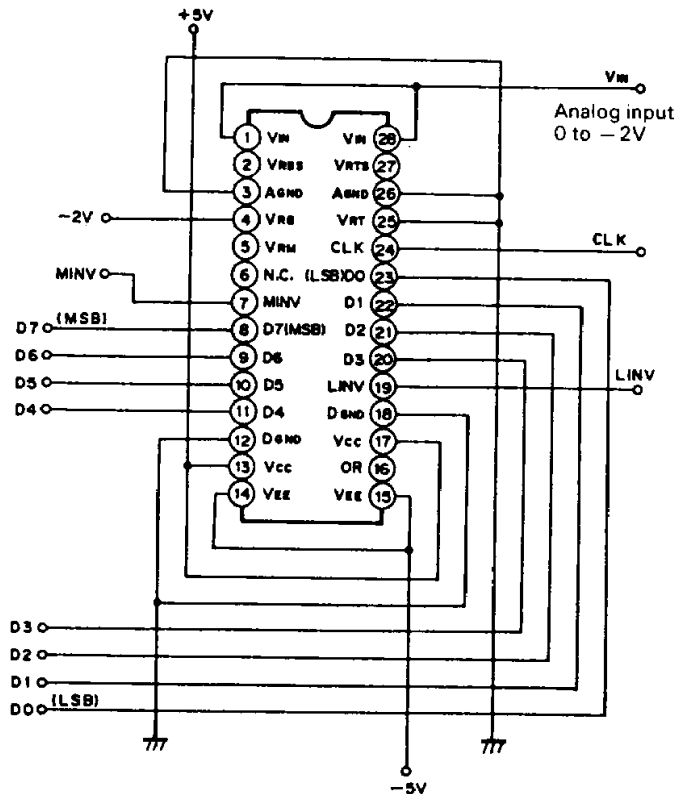 +5V
VIN
Analog input
0 to −2V
1 VIN VIN 28
2 VRBS VRTS 27
3 AGND AGND 26
−2V 4 VRB VRT 25
5 VRM CLK 24 CLK
MINV 6 N.C. (LSB)D0 23
7 MINV D1 22
D7 (MSB) 8 D7(MSB) D2 21
D6 9 D6 D3 20
D5 10 D5 LINV 19 LINV
D4 11 D4 DGND 18
12 DGND VCC 17
13 VCC OR 16
14 VEE VEE 15
D3
D2
D1
D0 (LSB)
−5V